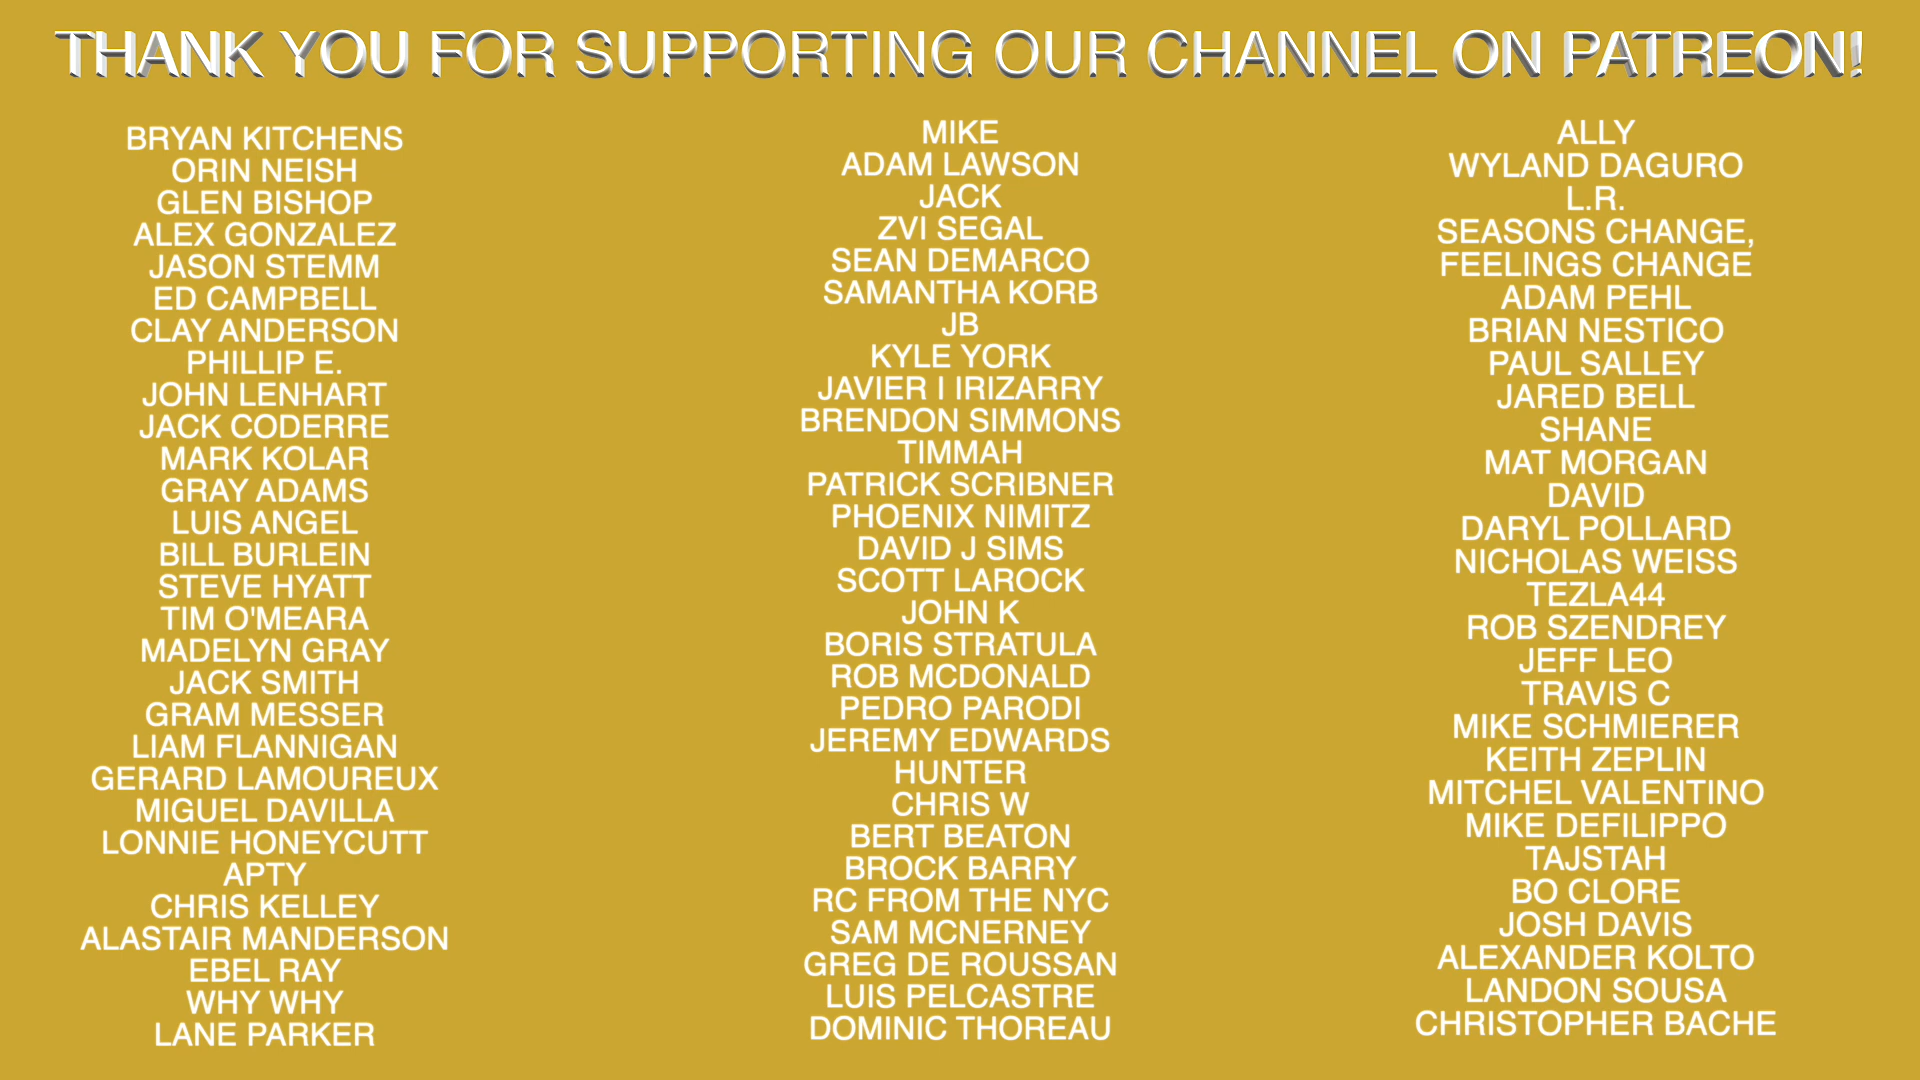 THANK YOU FOR SUPPORTING OUR CHANNEL ON PATREON!
BRYAN KITCHENS
ORIN NEISH
GLEN BISHOP
ALEX GONZALEZ
JASON STEMM
ED CAMPBELL
CLAY ANDERSON
PHILLIP E.
JOHN LENHART
JACK CODERRE
MARK KOLAR
GRAY ADAMS
LUIS ANGEL
BILL BURLEIN
STEVE HYATT
TIM O'MEARA
MADELYN GRAY
JACK SMITH
GRAM MESSER
LIAM FLANNIGAN
GERARD LAMOUREUX
MIGUEL DAVILLA
LONNIE HONEYCUTT
APTY
CHRIS KELLEY
ALASTAIR MANDERSON
EBEL RAY
WHY WHY
LANE PARKER
MIKE
ADAM LAWSON
JACK
ZVI SEGAL
SEAN DEMARCO
SAMANTHA KORB
JB
KYLE YORK
JAVIER I IRIZARRY
BRENDON SIMMONS
TIMMAH
PATRICK SCRIBNER
PHOENIX NIMITZ
DAVID J SIMS
SCOTT LAROCK
JOHN K
BORIS STRATULA
ROB MCDONALD
PEDRO PARODI
JEREMY EDWARDS
HUNTER
CHRIS W
BERT BEATON
BROCK BARRY
RC FROM THE NYC
SAM MCNERNEY
GREG DE ROUSSAN
LUIS PELCASTRE
DOMINIC THOREAU
ALLY
WYLAND DAGURO
L.R.
SEASONS CHANGE,
FEELINGS CHANGE
ADAM PEHL
BRIAN NESTICO
PAUL SALLEY
JARED BELL
SHANE
MAT MORGAN
DAVID
DARYL POLLARD
NICHOLAS WEISS
TEZLA44
ROB SZENDREY
JEFF LEO
TRAVIS C
MIKE SCHMIERER
KEITH ZEPLIN
MITCHEL VALENTINO
MIKE DEFILIPPO
TAJSTAH
BO CLORE
JOSH DAVIS
ALEXANDER KOLTO
LANDON SOUSA
CHRISTOPHER BACHE